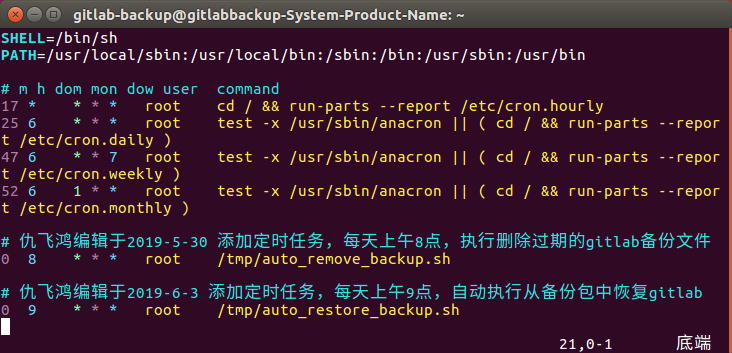 gitlab-backup@gitlabbackup-System-Product-Name: ~
SHELL=/bin/sh
PATH=/usr/local/sbin:/usr/local/bin:/sbin:/bin:/usr/sbin:/usr/bin
# m h dom mon dow user  command
17 *    * * *   root    cd / && run-parts --report /etc/cron.hourly
25 6    * * *   root    test -x /usr/sbin/anacron || ( cd / && run-parts --repor
t /etc/cron.daily )
47 6    * * 7   root    test -x /usr/sbin/anacron || ( cd / && run-parts --repor
t /etc/cron.weekly )
52 6    1 * *   root    test -x /usr/sbin/anacron || ( cd / && run-parts --repor
t /etc/cron.monthly )
# 仇飞鸿编辑于2019-5-30 添加定时任务，每天上午8点，执行删除过期的gitlab备份文件
0  8    * * *   root    /tmp/auto_remove_backup.sh
# 仇飞鸿编辑于2019-6-3 添加定时任务，每天上午9点，自动执行从备份包中恢复gitlab
0  9    * * *   root    /tmp/auto_restore_backup.sh
21,0-1 底端